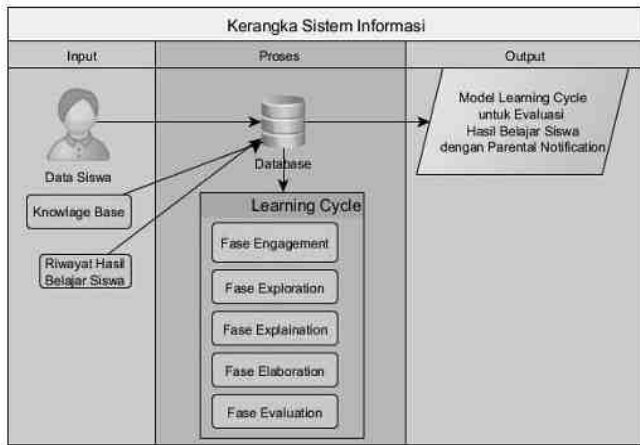 Kerangka Sistem Informasi
Input
Proses
Output
Data Siswa
Knowlage Base
Riwayat Hasil
Belajar Siswa
Database
Learning Cycle
Fase Engagement
Fase Exploration
Fase Explaination
Fase Elaboration
Fase Evaluation
Model Learning Cycle
untuk Evaluasi
Hasil Belajar Siswa
dengan Parental Notification